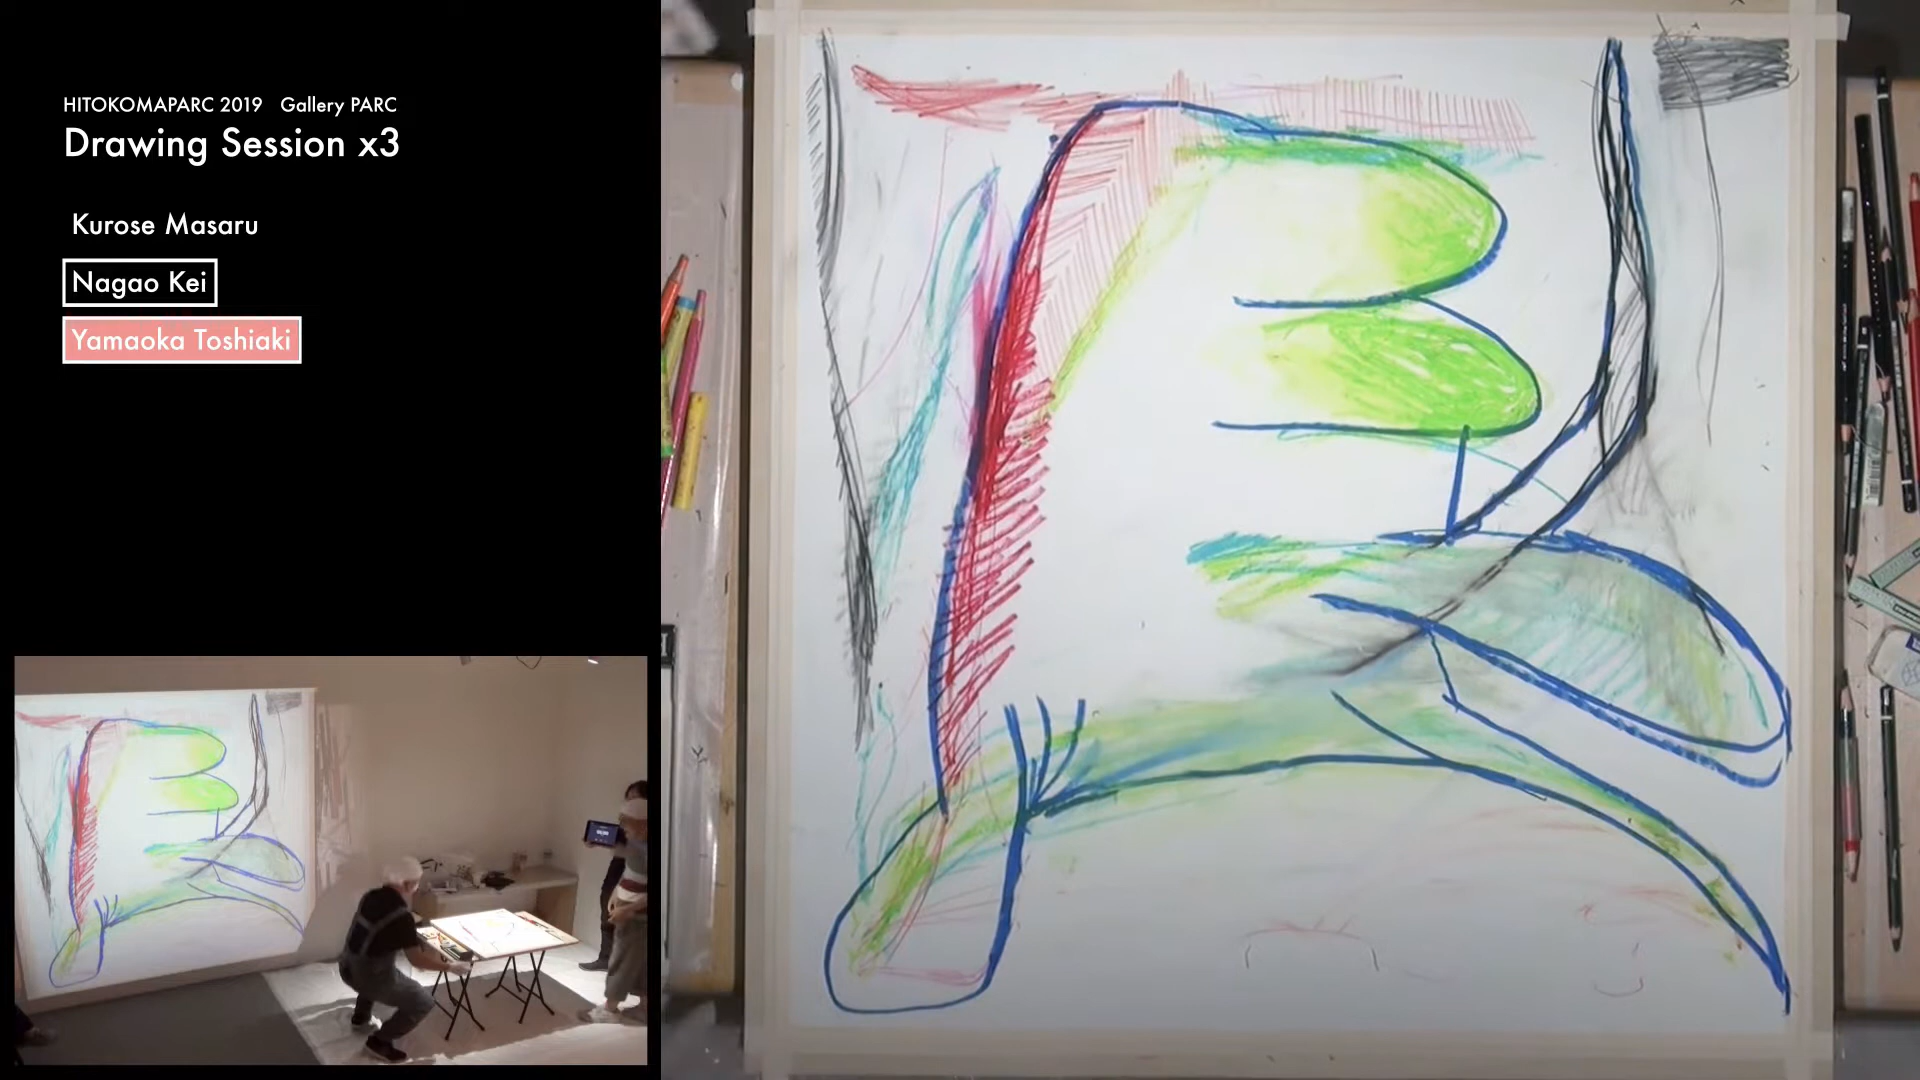 HITOKOMAPARC 2019 Gallery PARC
Drawing Session x3
Kurose Masaru
Nagao Kei
Yamaoka Toshiaki